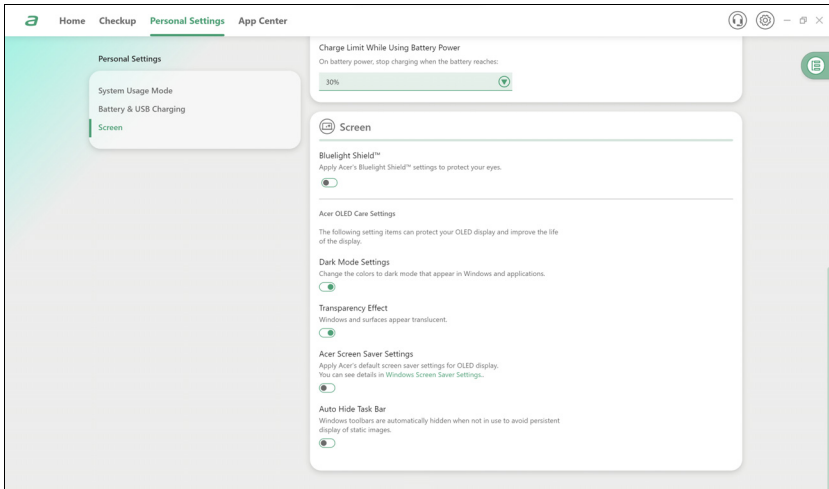 Home Checkup Personal Settings App Center
Personal Settings
System Usage Mode
Battery & USB Charging
Screen
Charge Limit While Using Battery Power
On battery power, stop charging when the battery reaches:
30%
Screen
Bluelight Shield™
Apply Acer's Bluelight Shield™ settings to protect your eyes.
Acer OLED Care Settings
The following setting items can protect your OLED display and improve the life
of the display.
Dark Mode Settings
Change the colors to dark mode that appear in Windows and applications.
Transparency Effect
Windows and surfaces appear translucent.
Acer Screen Saver Settings
Apply Acer's default screen saver settings for OLED display.
You can see details in Windows Screen Saver Settings..
Auto Hide Task Bar
Windows toolbars are automatically hidden when not in use to avoid persistent
display of static images.